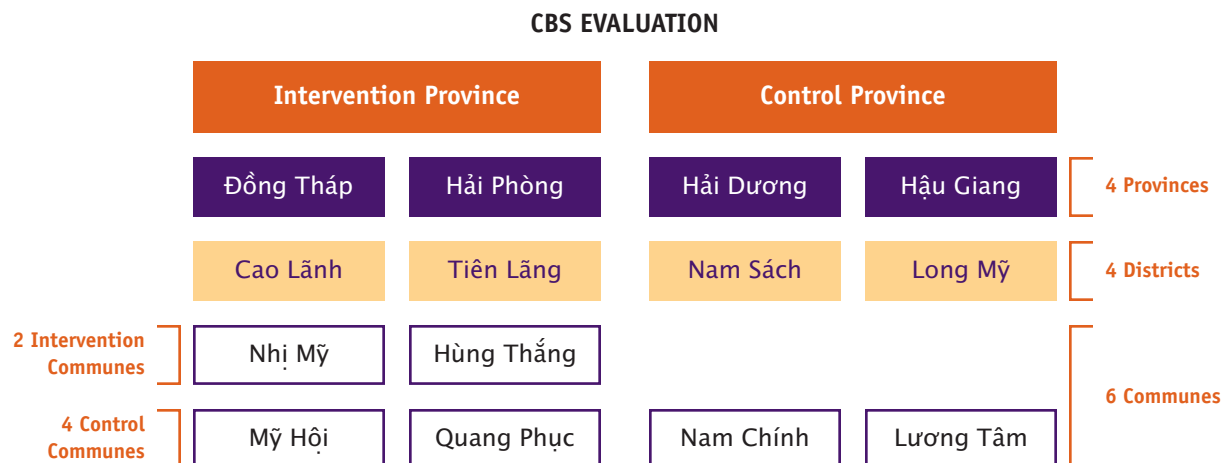 CBS EVALUATION
Intervention Province
Control Province
Đồng Tháp
Hải Phòng
Hải Dương
Hậu Giang
4 Provinces
Cao Lãnh
Tiên Lãng
Nam Sách
Long Mỹ
4 Districts
2 Intervention
Communes
Nhị Mỹ
Hùng Thắng
6 Communes
4 Control
Communes
Mỹ Hội
Quang Phục
Nam Chính
Lương Tâm